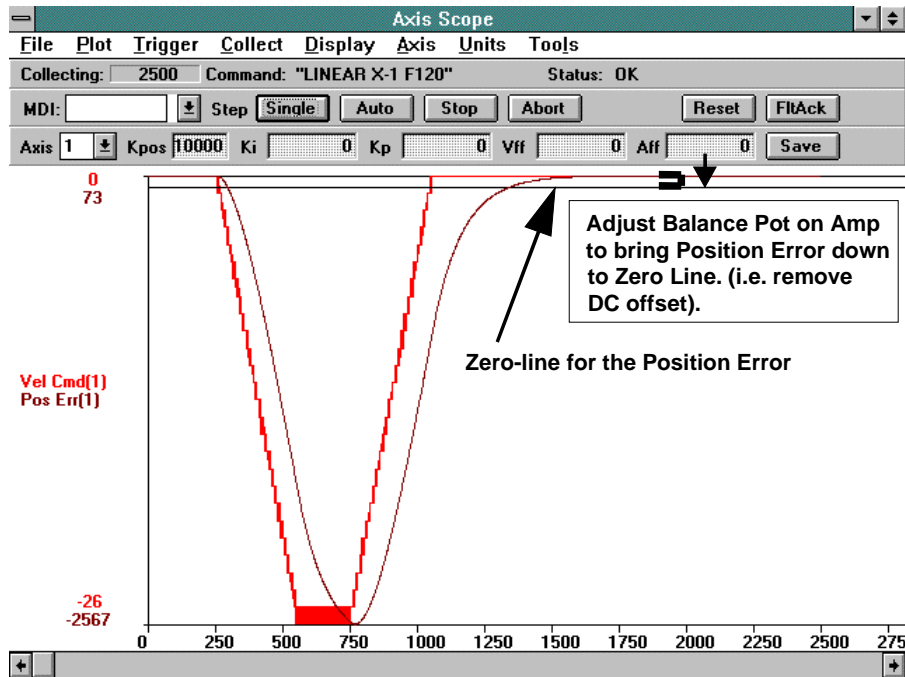 Axis Scope
File Plot Trigger Collect Display Axis Units Tools
Collecting: 2500 Command: "LINEAR X-1 F120" Status: OK
MDI: Step Single Auto Stop Abort Reset FltAck
Axis 1 Kpos 10000 Ki 0 Kp 0 Vff 0 Aff 0 Save
0
73
Adjust Balance Pot on Amp
to bring Position Error down
to Zero Line. (i.e. remove
DC offset).
Zero-line for the Position Error
Vel Cmd(1)
Pos Err(1)
-26
-2567
0 250 500 750 1000 1250 1500 1750 2000 2250 2500 275